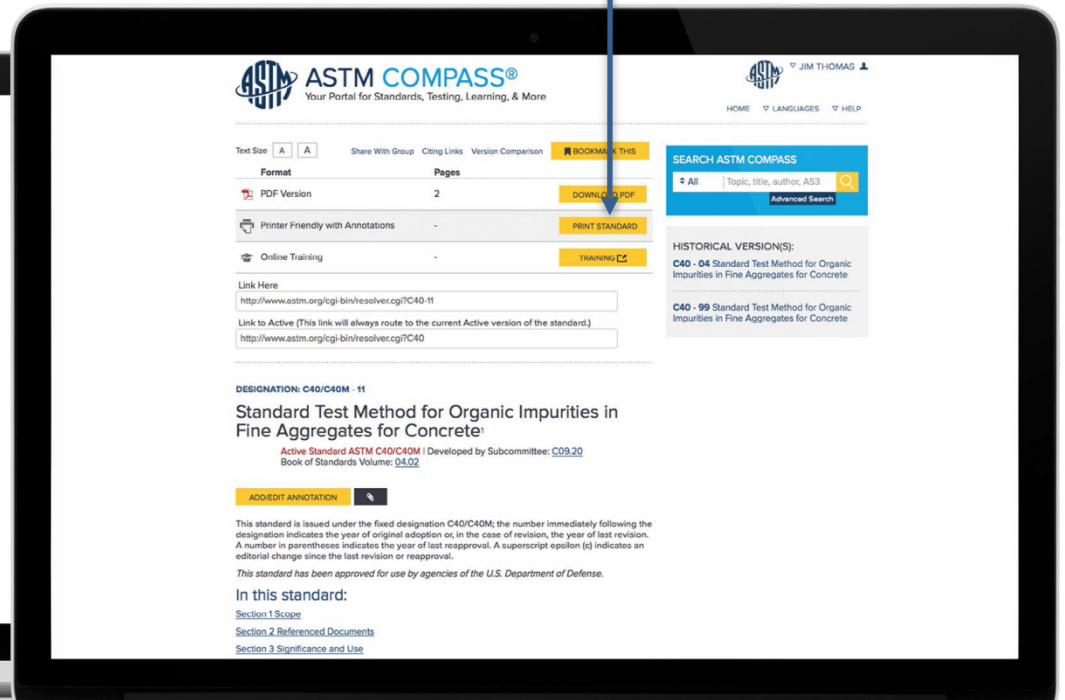 ASTM
ASTM COMPASS®
Your Portal for Standards, Testing, Learning, & More
ASTM
JIM THOMAS
HOME LANGUAGES HELP
Text Size A A Share With Group Citing Links Version Comparison BOOKMARK THIS
Format Pages
PDF Version 2 DOWNLOAD PDF
Printer Friendly with Annotations - PRINT STANDARD
Online Training - TRAINING
Link Here
http://www.astm.org/cgi-bin/resolver.cgi?C40-11
Link to Active (This link will always route to the current Active version of the standard.)
http://www.astm.org/cgi-bin/resolver.cgi?C40
SEARCH ASTM COMPASS
All Topic, title, author, A53
Advanced Search
HISTORICAL VERSION(S):
C40 - 04 Standard Test Method for Organic
Impurities in Fine Aggregates for Concrete
C40 - 99 Standard Test Method for Organic
Impurities in Fine Aggregates for Concrete
DESIGNATION: C40/C40M - 11
Standard Test Method for Organic Impurities in
Fine Aggregates for Concrete¹
Active Standard ASTM C40/C40M | Developed by Subcommittee: C09.20
Book of Standards Volume: 04.02
ADD/EDIT ANNOTATION
This standard is issued under the fixed designation C40/C40M; the number immediately following the
designation indicates the year of original adoption or, in the case of revision, the year of last revision.
A number in parentheses indicates the year of last reapproval. A superscript epsilon (ε) indicates an
editorial change since the last revision or reapproval.
This standard has been approved for use by agencies of the U.S. Department of Defense.
In this standard:
Section 1 Scope
Section 2 Referenced Documents
Section 3 Significance and Use